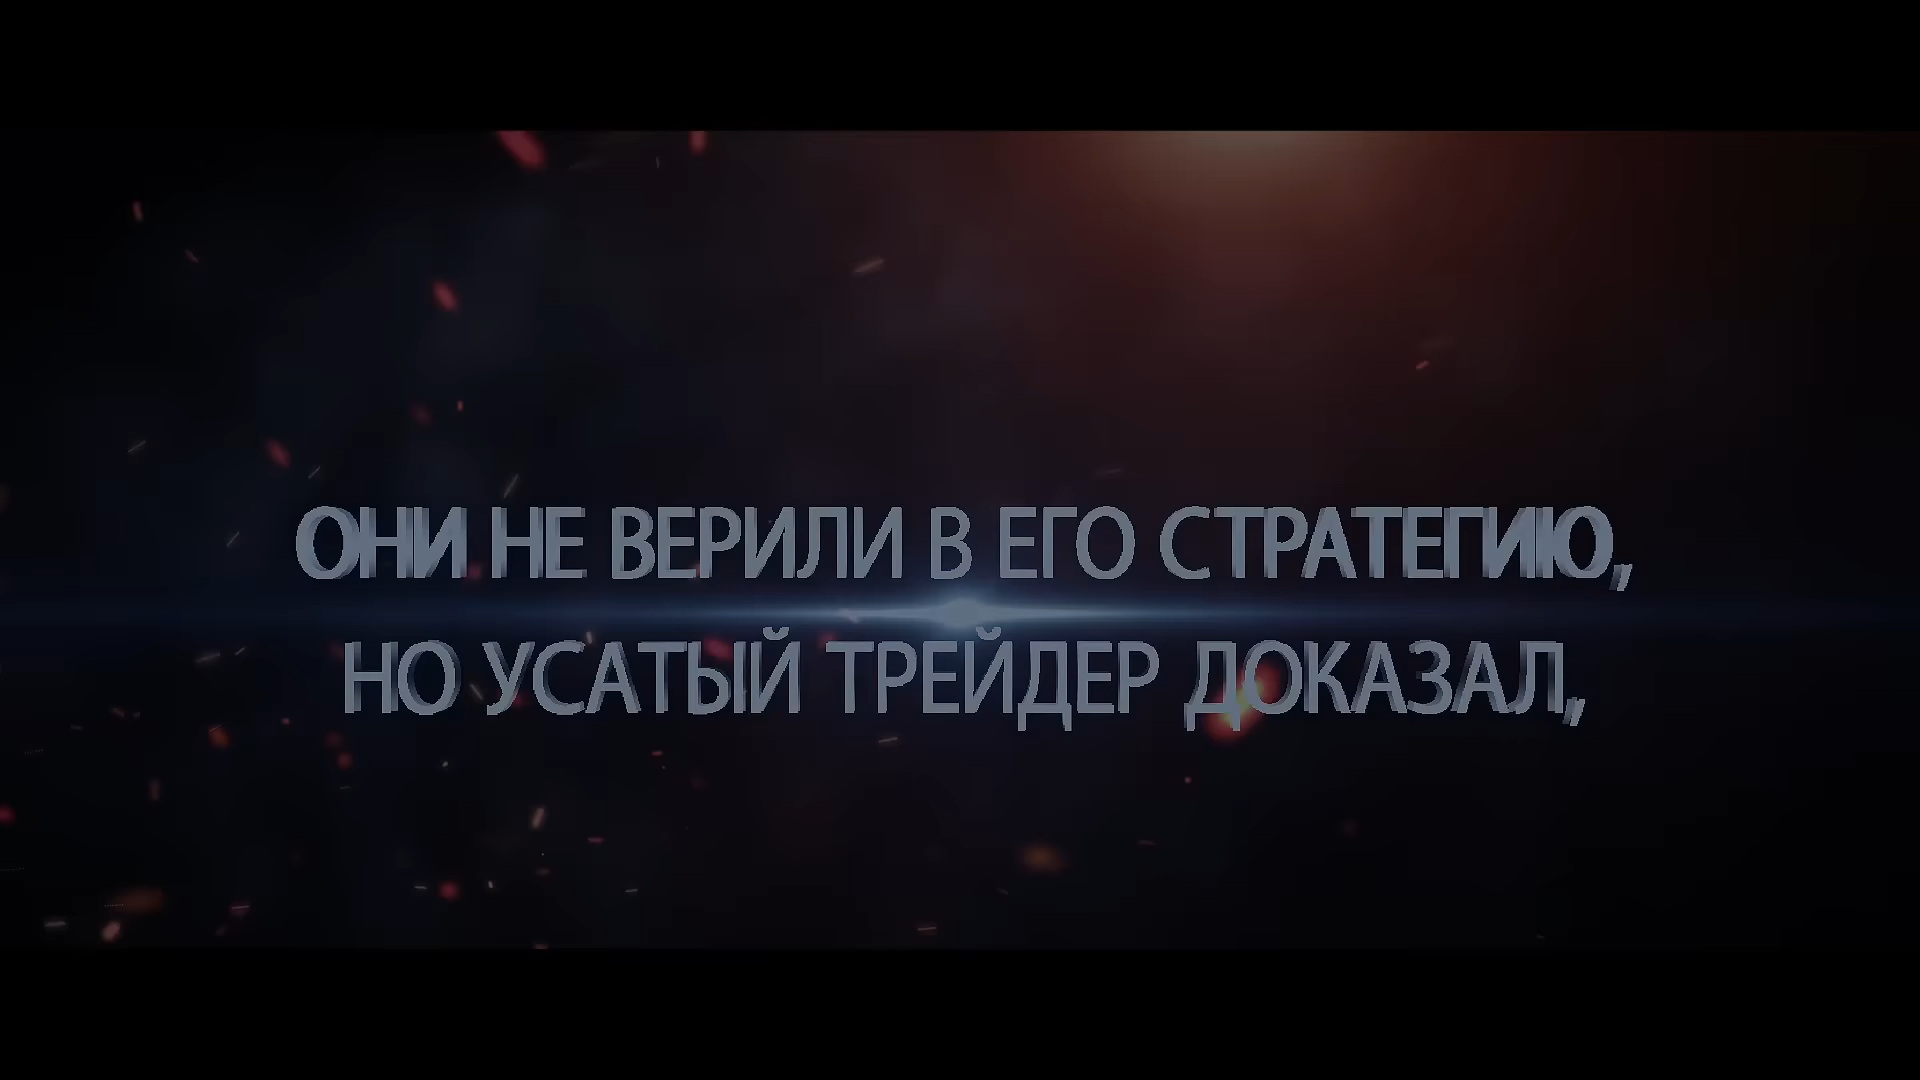 ОНИ НЕ ВЕРИЛИ В ЕГО СТРАТЕГИЮ,
НО УСАТЫЙ ТРЕЙДЕР ДОКАЗАЛ,